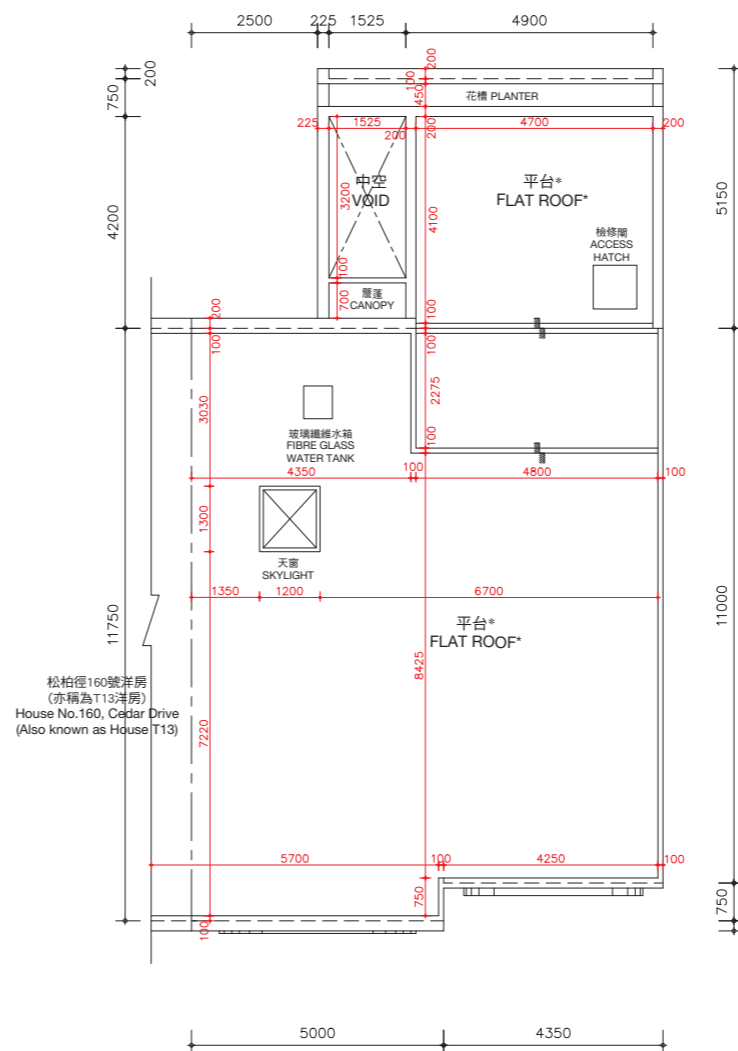 2500
225
1525
4900
200
750
200
100
450
花槽 PLANTER
225
1525
200
200
4700
200
4200
3200
中空
VOID
4100
平台*
FLAT ROOF*
檢修閘
ACCESS
HATCH
5150
100
700
簷蓬
CANOPY
200
100
100
100
3030
2275
玻璃纖維水箱
FIBRE GLASS
WATER TANK
100
4350
100
4800
100
1300
天窗
SKYLIGHT
1350
1200
6700
11750
11000
平台*
FLAT ROOF*
8425
松柏徑160號洋房
(亦稱為T13洋房)
House No.160, Cedar Drive
(Also known as House T13)
7220
5700
100
4250
100
750
750
100
5000
4350